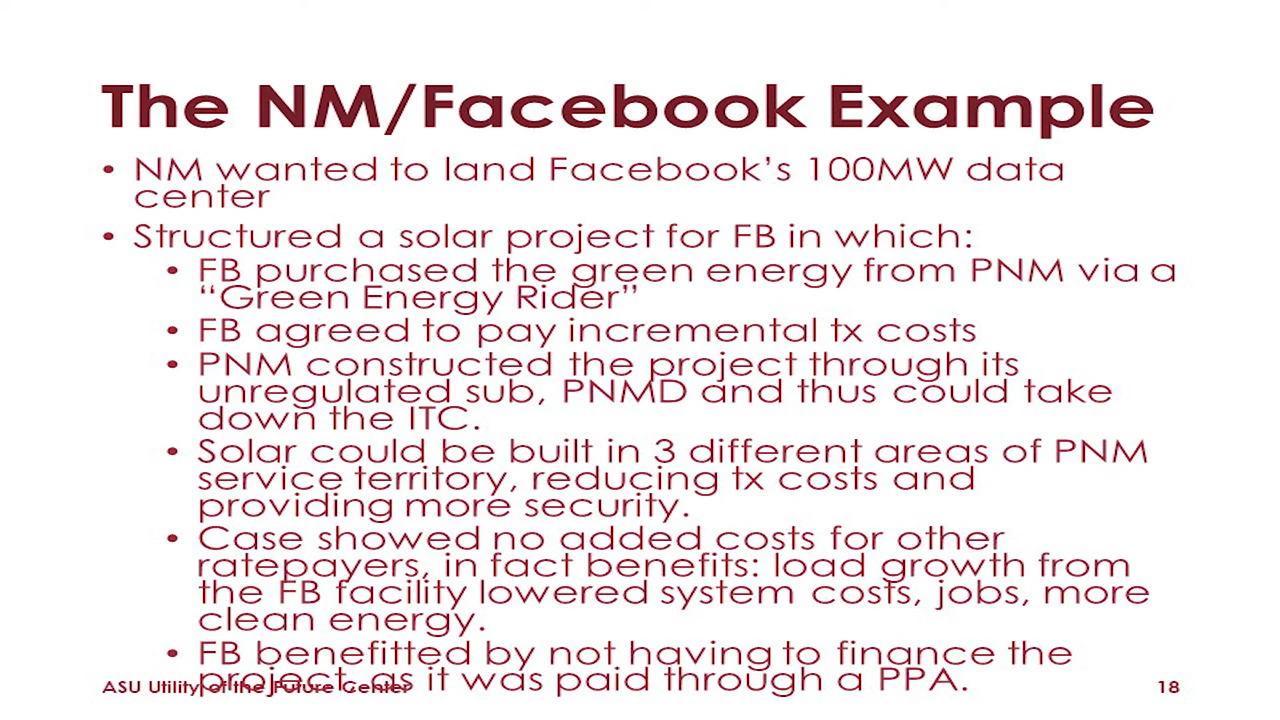 The NM/Facebook Example
• NM wanted to land Facebook's 100MW data
center
• Structured a solar project for FB in which:
• FB purchased the green energy from PNM via a
“Green Energy Rider”
• FB agreed to pay incremental tx costs
• PNM constructed the project through its
unregulated sub, PNMD and thus could take
down the ITC.
• Solar could be built in 3 different areas of PNM
service territory, reducing tx costs and
providing more security.
• Case showed no added costs for other
ratepayers, in fact benefits: load growth from
the FB facility lowered system costs, jobs, more
clean energy.
• FB benefitted by not having to finance the
project, as it was paid through a PPA.
ASU Utility of the Future Center
18